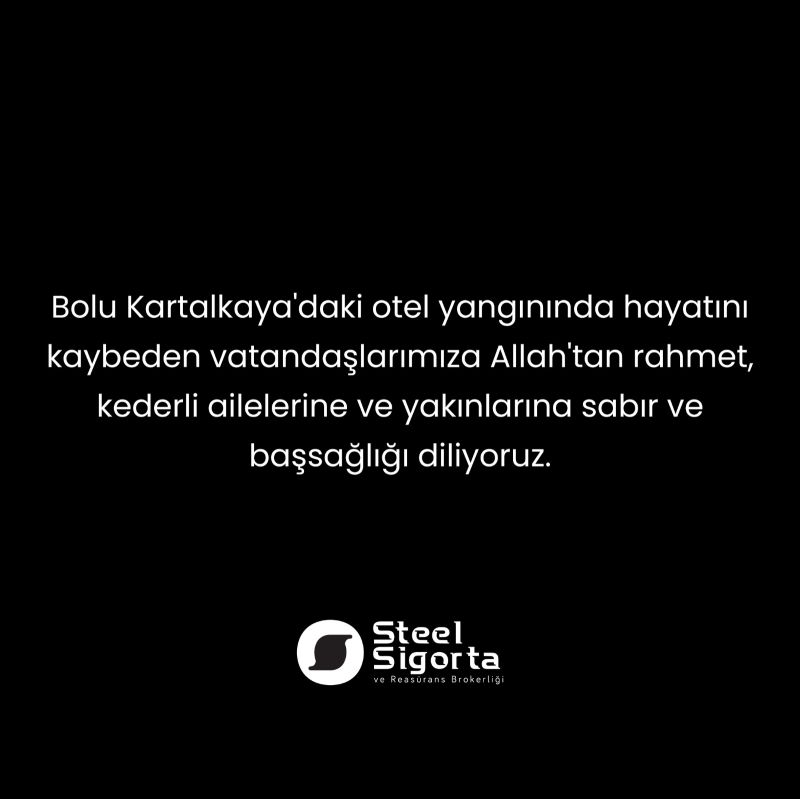 Bolu Kartalkaya'daki otel yangınında hayatını
kaybeden vatandaşlarımıza Allah'tan rahmet,
kederli ailelerine ve yakınlarına sabır ve
başsağlığı diliyoruz.
Steel
Sigorta
ve Reasürans Brokerliği